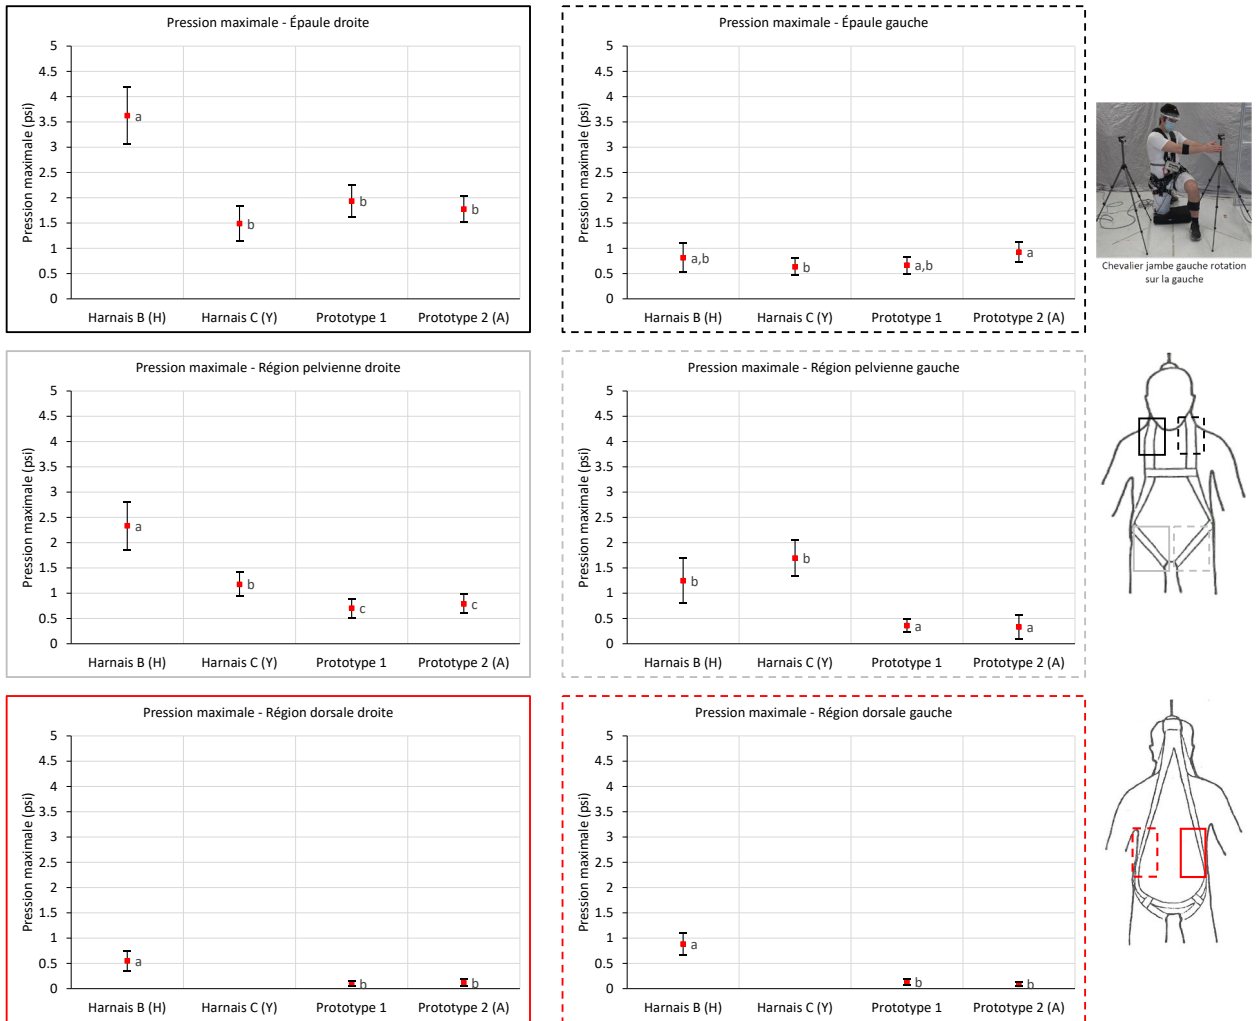 Pression maximale - Épaule droite
Pression maximale (psi)
5
4.5
4
3.5
3
2.5
2
1.5
1
0.5
0
a
b
b
b
Harnais B (H) Harnais C (Y) Prototype 1 Prototype 2 (A)
Pression maximale - Épaule gauche
Pression maximale (psi)
5
4.5
4
3.5
3
2.5
2
1.5
1
0.5
0
a,b
b
a,b
a
Harnais B (H) Harnais C (Y) Prototype 1 Prototype 2 (A)
Chevalier jambe gauche rotation
sur la gauche
Pression maximale - Région pelvienne droite
Pression maximale (psi)
5
4.5
4
3.5
3
2.5
2
1.5
1
0.5
0
a
b
c
c
Harnais B (H) Harnais C (Y) Prototype 1 Prototype 2 (A)
Pression maximale - Région pelvienne gauche
Pression maximale (psi)
5
4.5
4
3.5
3
2.5
2
1.5
1
0.5
0
b
b
a
a
Harnais B (H) Harnais C (Y) Prototype 1 Prototype 2 (A)
Pression maximale - Région dorsale droite
Pression maximale (psi)
5
4.5
4
3.5
3
2.5
2
1.5
1
0.5
0
a
b
b
Harnais B (H) Harnais C (Y) Prototype 1 Prototype 2 (A)
Pression maximale - Région dorsale gauche
Pression maximale (psi)
5
4.5
4
3.5
3
2.5
2
1.5
1
0.5
0
a
b
b
Harnais B (H) Harnais C (Y) Prototype 1 Prototype 2 (A)